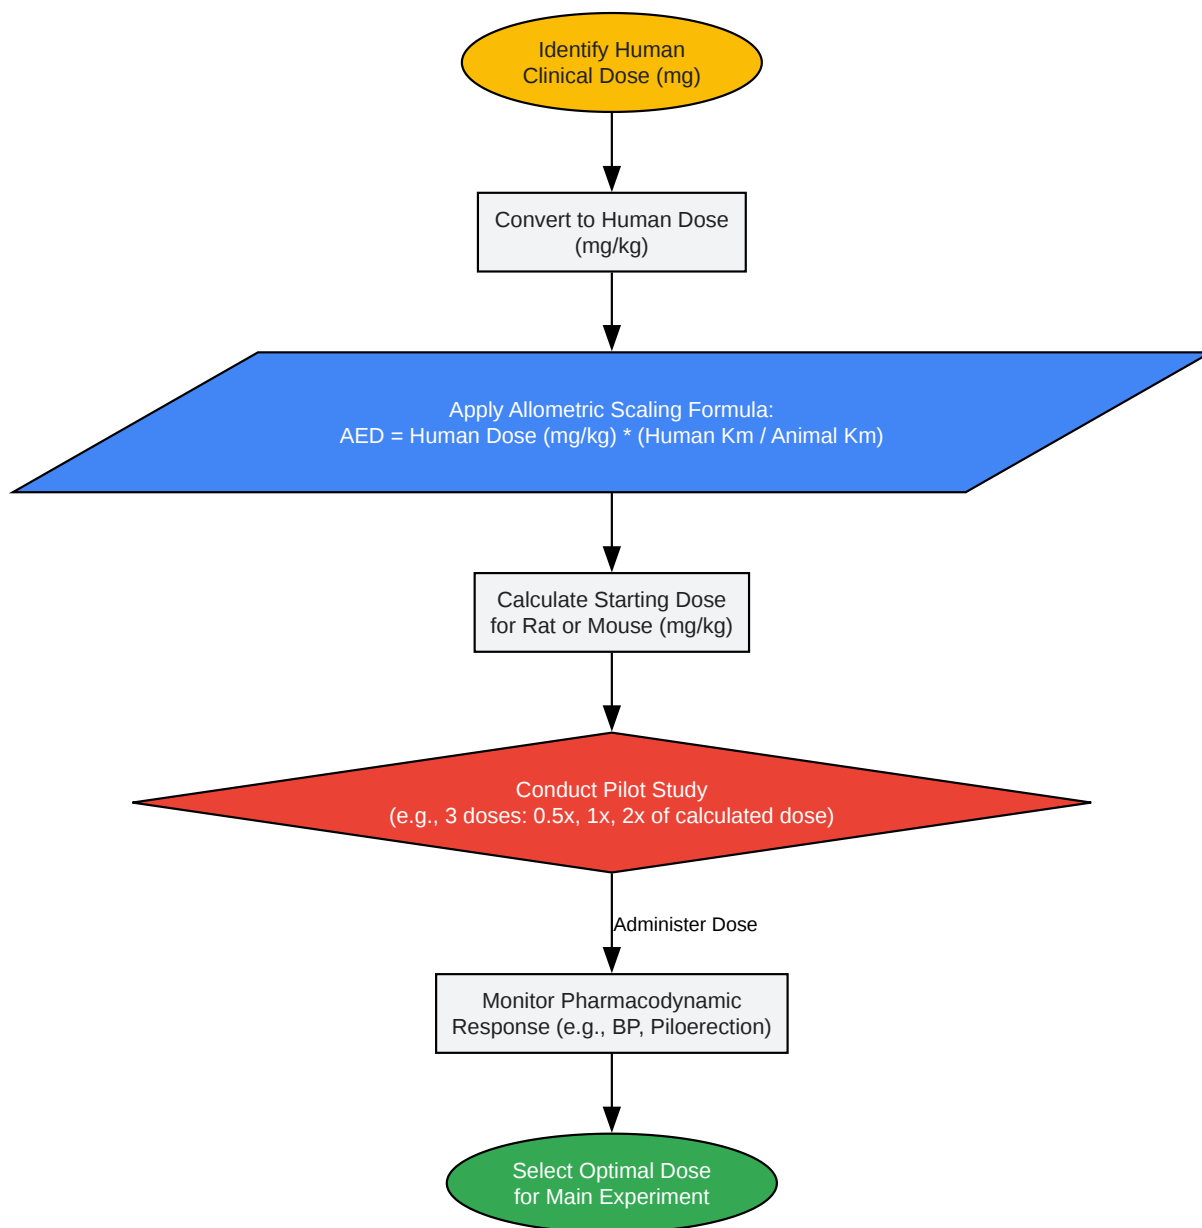 Identify Human
Clinical Dose (mg)
Convert to Human Dose
(mg/kg)
Apply Allometric Scaling Formula:
AED = Human Dose (mg/kg) * (Human Km / Animal Km)
Calculate Starting Dose
for Rat or Mouse (mg/kg)
Conduct Pilot Study
(e.g., 3 doses: 0.5x, 1x, 2x of calculated dose)
Administer Dose
Monitor Pharmacodynamic
Response (e.g., BP, Piloerection)
Select Optimal Dose
for Main Experiment